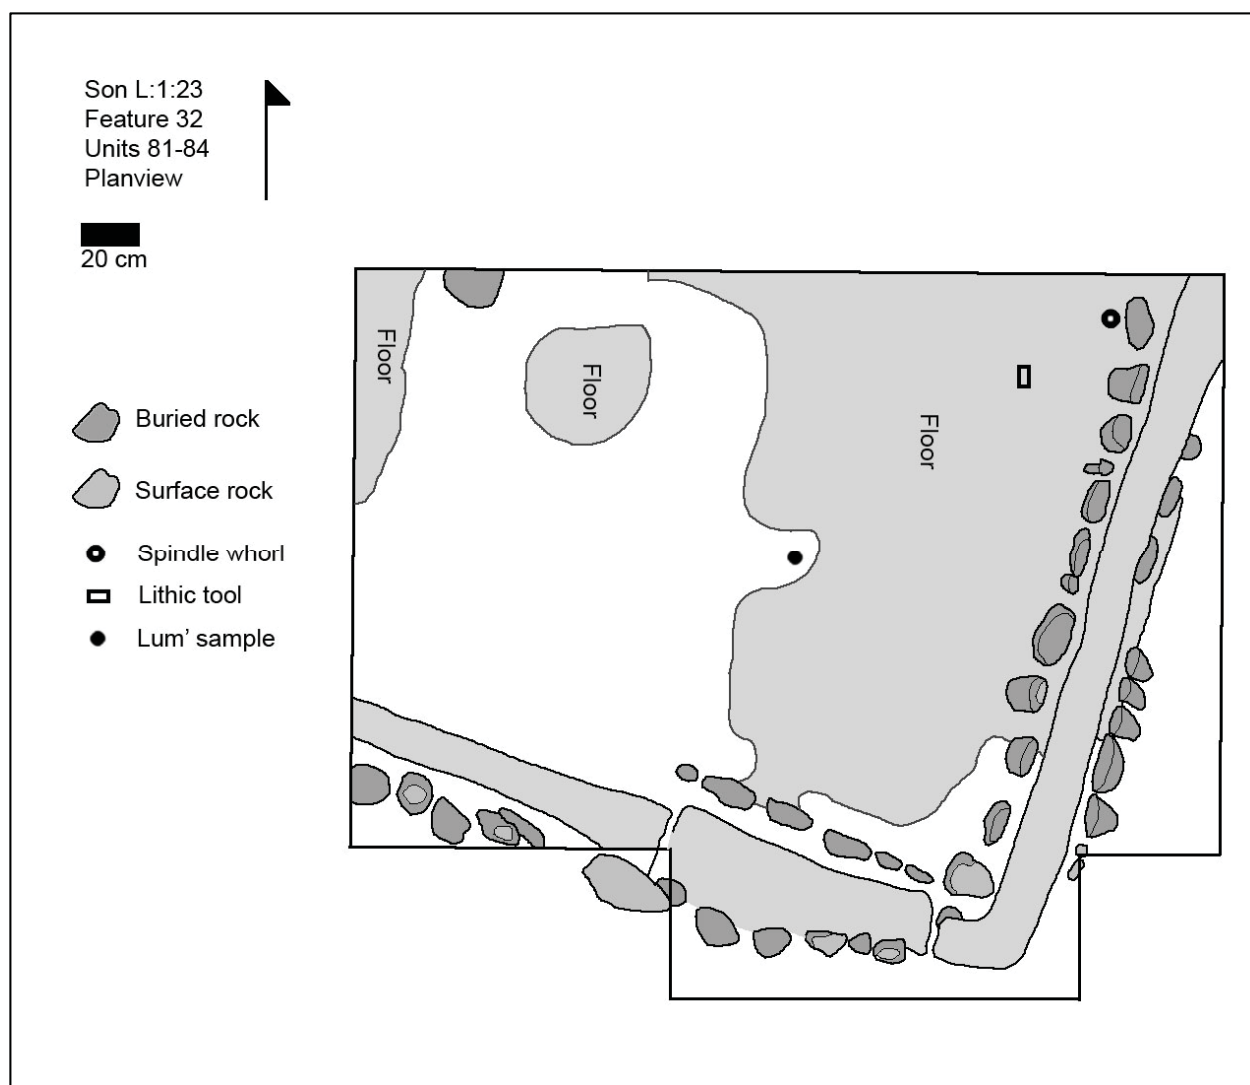 Son L:1:23
Feature 32
Units 81-84
Planview
20 cm
Buried rock
Surface rock
Spindle whorl
Lithic tool
Lum’ sample
Floor
Floor
Floor